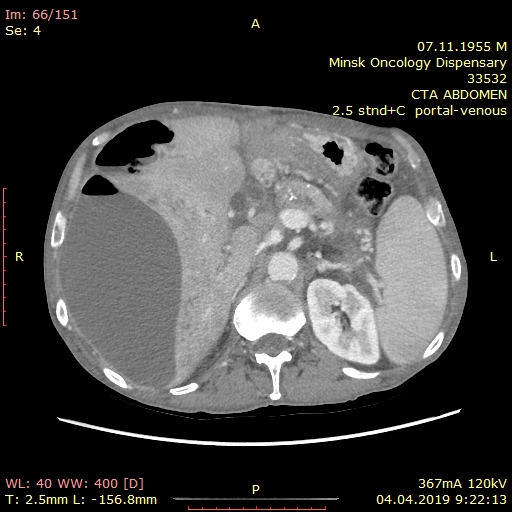 Im: 66/151
Se: 4
A
07.11.1955 M
Minsk Oncology Dispensary
33532
CTA ABDOMEN
2.5 stnd+C portal-venous
R
L
WL: 40 WW: 400 [D]
T: 2.5mm L: -156.8mm
P
367mA 120kV
04.04.2019 9:22:13